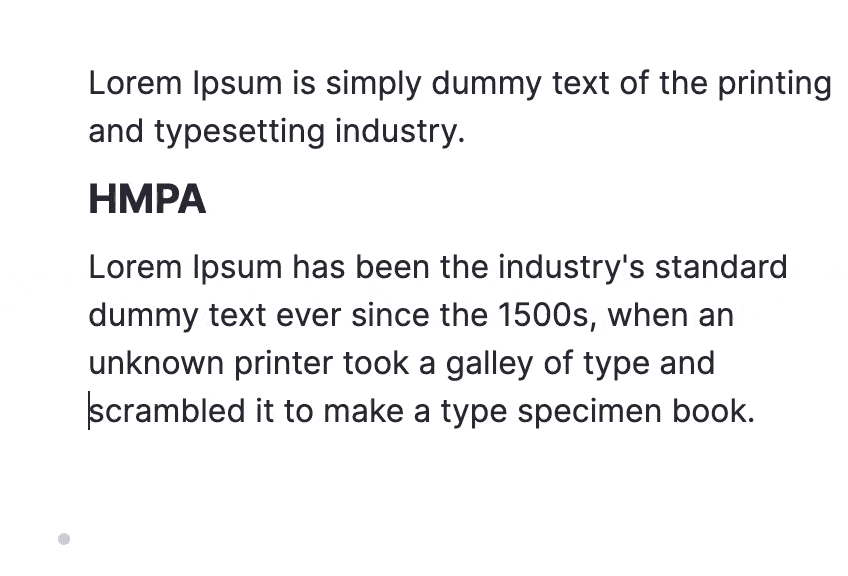 Lorem Ipsum is simply dummy text of the printing
and typesetting industry.
HMPA
Lorem Ipsum has been the industry's standard
dummy text ever since the 1500s, when an
unknown printer took a galley of type and
scrambled it to make a type specimen book.